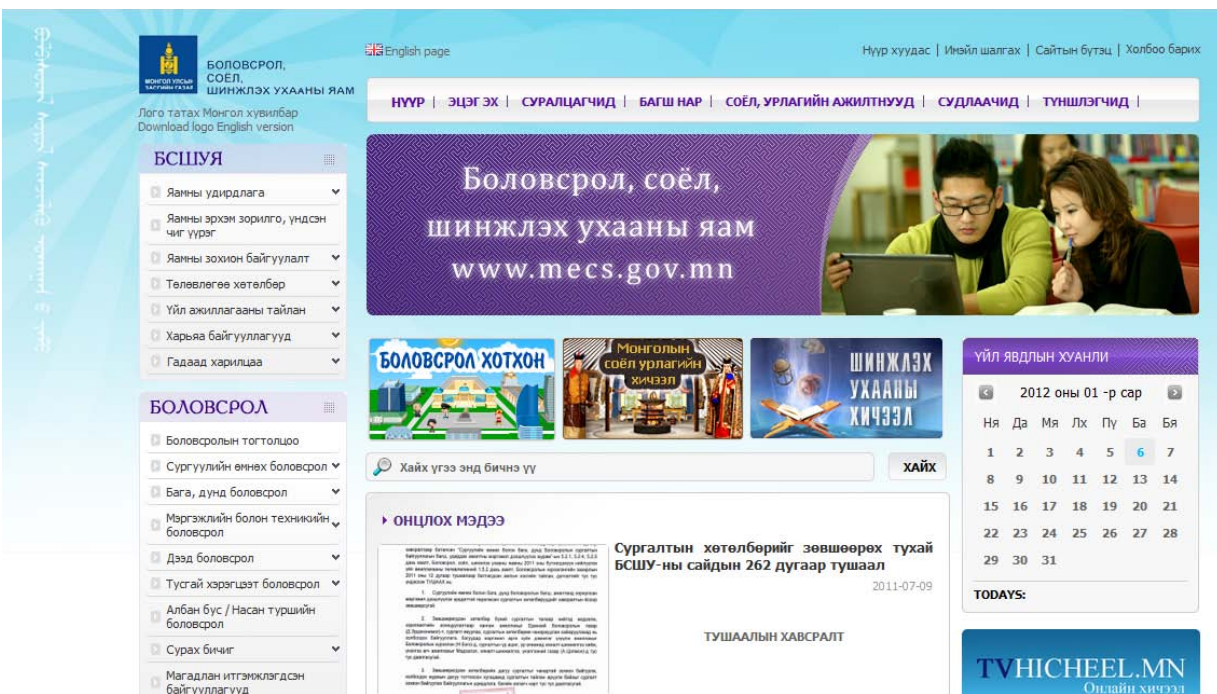 English page
Нүүр хуудас | Имэйл шалгах | Сайтын бүтэц | Холбоо барих
МОНГОЛ УЛСЫН
ЗАСГИЙН ГАЗАР
БОЛОВСРОЛ,
СОЁЛ,
ШИНЖЛЭХ УХААНЫ ЯАМ
Лого татах Монгол хувилбар
Download logo English version
НҮҮР | ЭЦЭГ ЭХ | СУРАЛЦАГЧИД | БАГШ НАР | СОЁЛ, УРЛАГИЙН АЖИЛТНУУД | СУДЛААЧИД | ТҮНШЛЭГЧИД |
БСШУЯ
Яамны удирдлага
Яамны эрхэм зорилго, үндсэн
чиг үүрэг
Яамны зохион байгуулалт
Төлөвлөгөө хөтөлбөр
Үйл ажиллагааны тайлан
Харьяа байгууллагууд
Гадаад харилцаа
БОЛОВСРОЛ
Боловсролын тогтолцоо
Сургуулийн өмнөх боловсрол
Бага, дунд боловсрол
Мэргэжлийн болон техникийн
боловсрол
Дээд боловсрол
Тусгай хэрэгцээт боловсрол
Албан бус / Насан туршийн
боловсрол
Сурах бичиг
Магадлан итгэмжлэгдсэн
байгууллагууд
Боловсрол, соёл,
шинжлэх ухааны яам
www.mecs.gov.mn
БОЛОВСРОЛ ХОТХОН
Монголын
соёл урлагийн
хичээл
ШИНЖЛЭХ
УХААНЫ
ХИЧЭЭЛ
Хайх үгээ энд бичнэ үү
ХАЙХ
ОНЦЛОХ МЭДЭЭ
Сургалтын хөтөлбөрийг зөвшөөрөх тухай
БСШУ-ны сайдын 262 дугаар тушаал
2011-07-09
ТУШААЛЫН ХАВСРАЛТ
ҮЙЛ ЯВДЛЫН ХУАНЛИ
2012 оны 01 -р сар
Ня Да Мя Лх Пү Ба Бя
1 2 3 4 5 6 7
8 9 10 11 12 13 14
15 16 17 18 19 20 21
22 23 24 25 26 27 28
29 30 31
TODAYS:
TVHICHEEL.MN
Онлайн хичээл